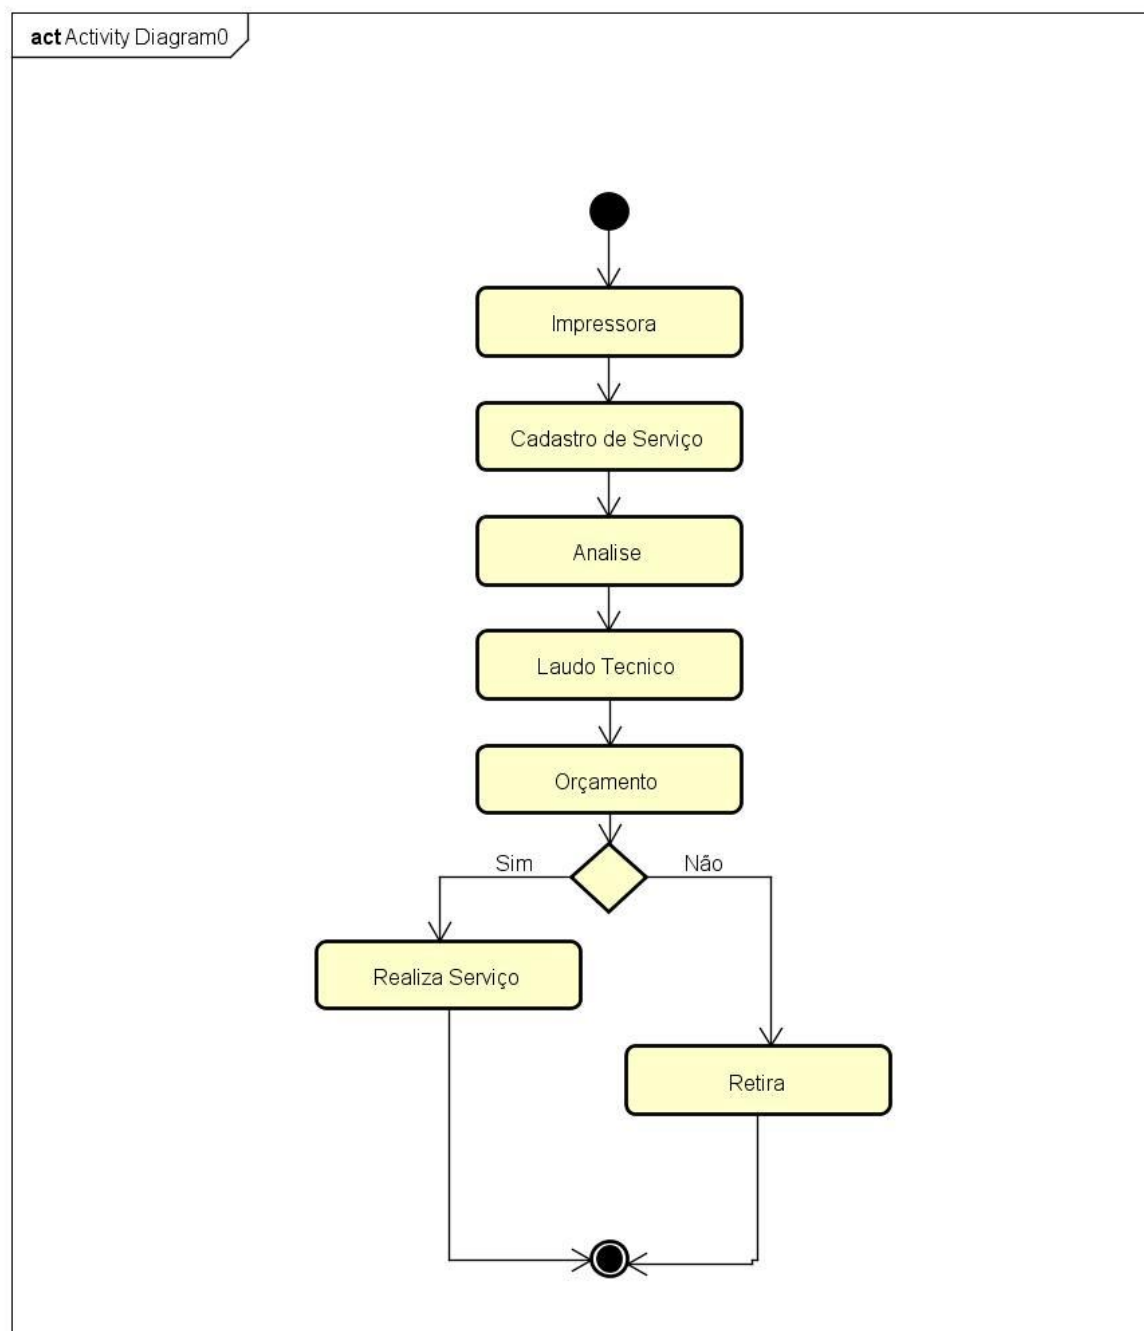 act Activity Diagram0
Impressora
Cadastro de Serviço
Analise
Laudo Tecnico
Orçamento
Sim
Não
Realiza Serviço
Retira